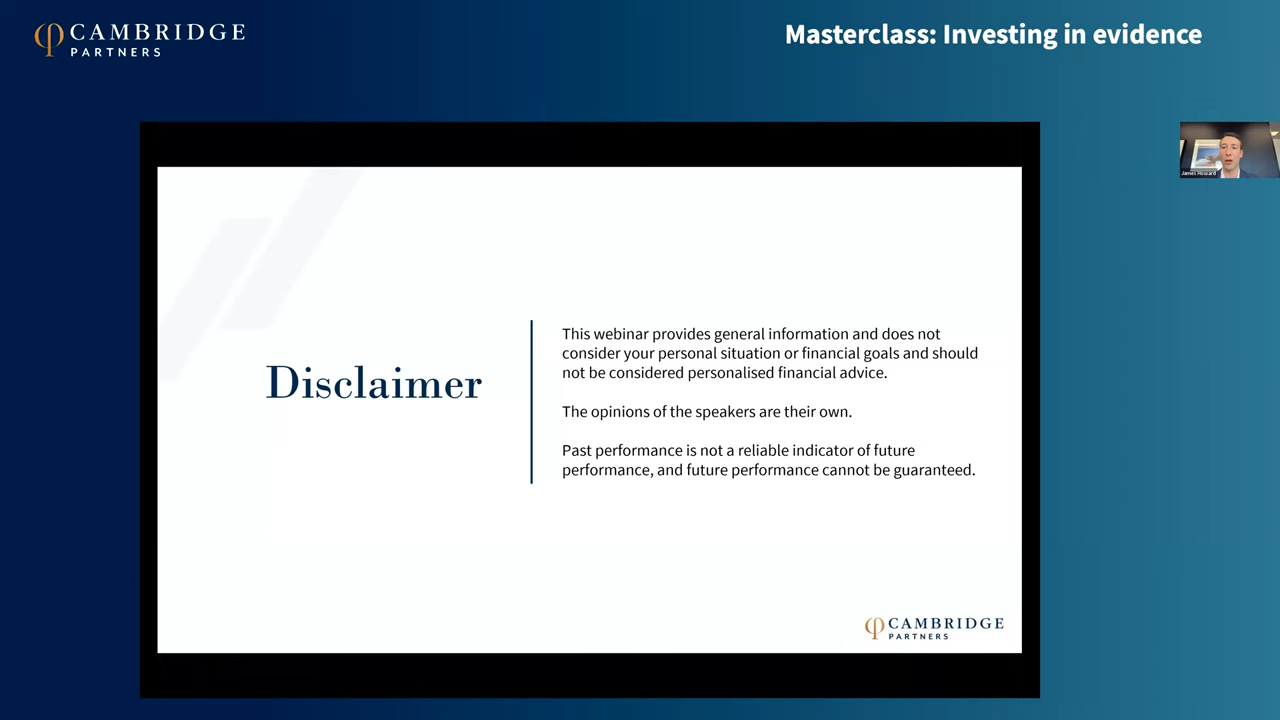 CAMBRIDGE
PARTNERS
Masterclass: Investing in evidence
James Howard
Disclaimer
This webinar provides general information and does not
consider your personal situation or financial goals and should
not be considered personalised financial advice.
The opinions of the speakers are their own.
Past performance is not a reliable indicator of future
performance, and future performance cannot be guaranteed.
CAMBRIDGE
PARTNERS